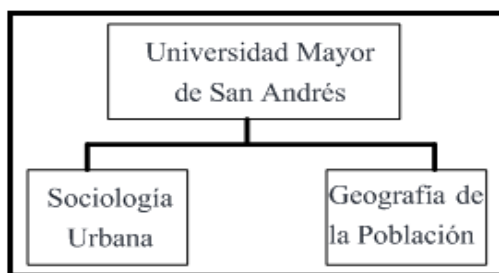 Universidad Mayor
de San Andrés
Sociología
Urbana
Geografía de
la Población